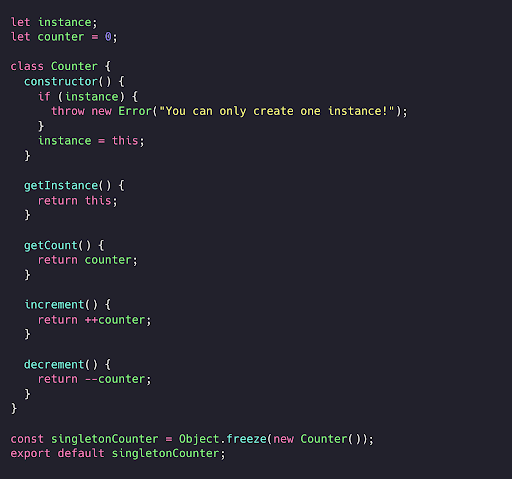 let instance;
let counter = 0;
class Counter {
constructor() {
if (instance) {
throw new Error("You can only create one instance!");
}
instance = this;
}
getInstance() {
return this;
}
getCount() {
return counter;
}
increment() {
return ++counter;
}
decrement() {
return --counter;
}
}
const singletonCounter = Object.freeze(new Counter());
export default singletonCounter;